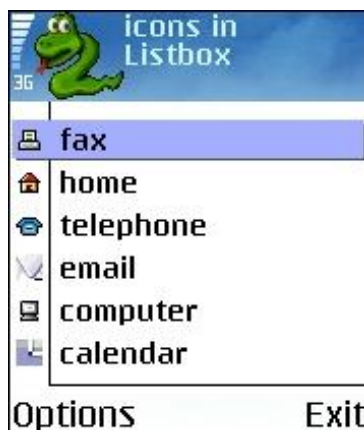 icons in
Listbox
3G
fax
home
telephone
email
computer
calendar
Options Exit